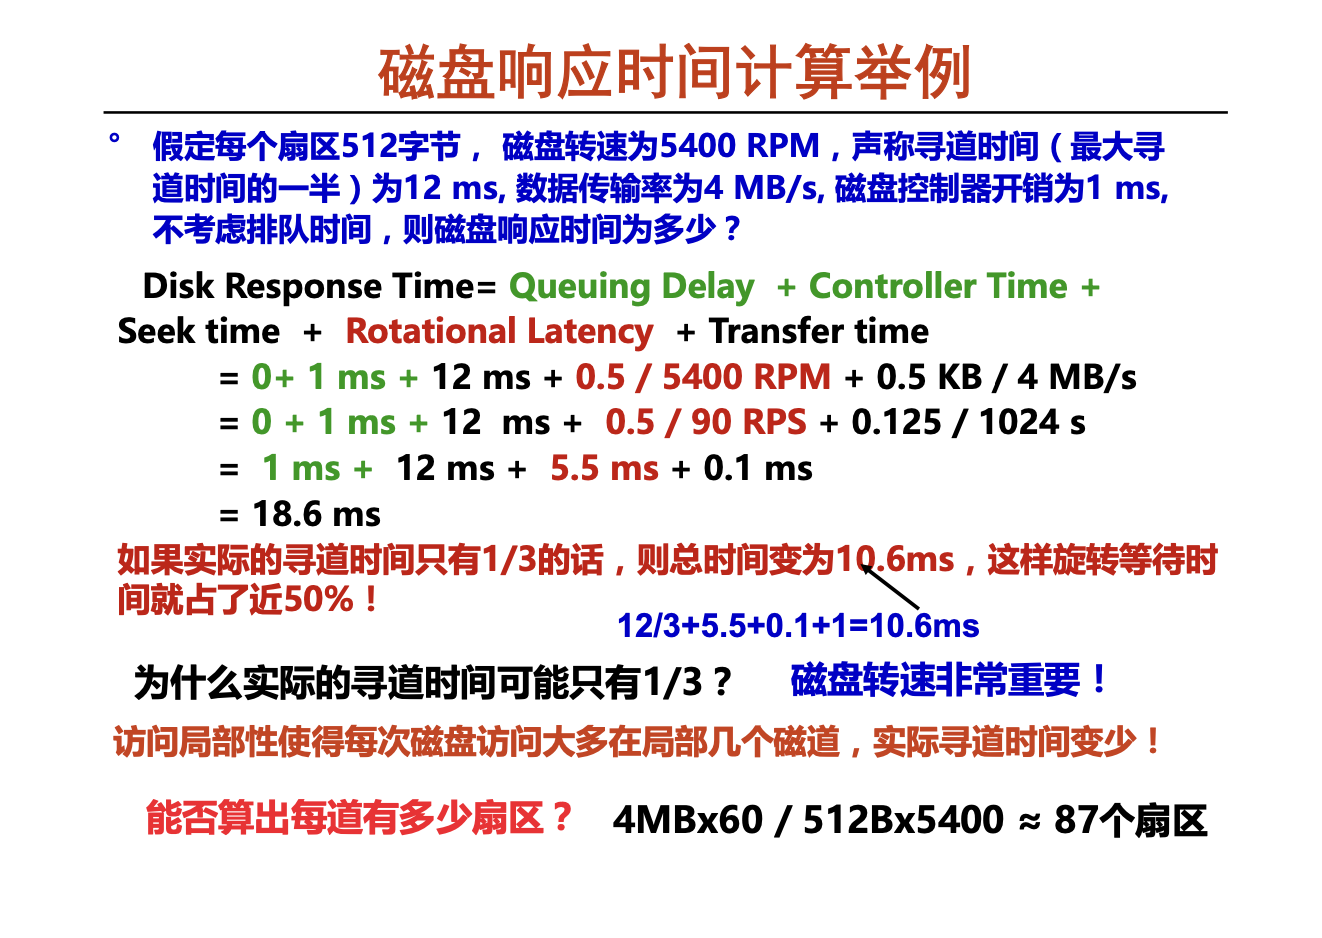 磁盘响应时间计算举例
° 假定每个扇区512字节， 磁盘转速为5400 RPM，声称寻道时间（最大寻
道时间的一半）为12 ms, 数据传输率为4 MB/s, 磁盘控制器开销为1 ms,
不考虑排队时间，则磁盘响应时间为多少？
Disk Response Time= Queuing Delay + Controller Time +
Seek time + Rotational Latency + Transfer time
= 0+ 1 ms + 12 ms + 0.5 / 5400 RPM + 0.5 KB / 4 MB/s
= 0 + 1 ms + 12 ms + 0.5 / 90 RPS + 0.125 / 1024 s
= 1 ms + 12 ms + 5.5 ms + 0.1 ms
= 18.6 ms
如果实际的寻道时间只有1/3的话，则总时间变为10.6ms，这样旋转等待时
间就占了近50%！
12/3+5.5+0.1+1=10.6ms
为什么实际的寻道时间可能只有1/3？ 磁盘转速非常重要！
访问局部性使得每次磁盘访问大多在局部几个磁道，实际寻道时间变少！
能否算出每道有多少扇区？ 4MBx60 / 512Bx5400 ≈ 87个扇区